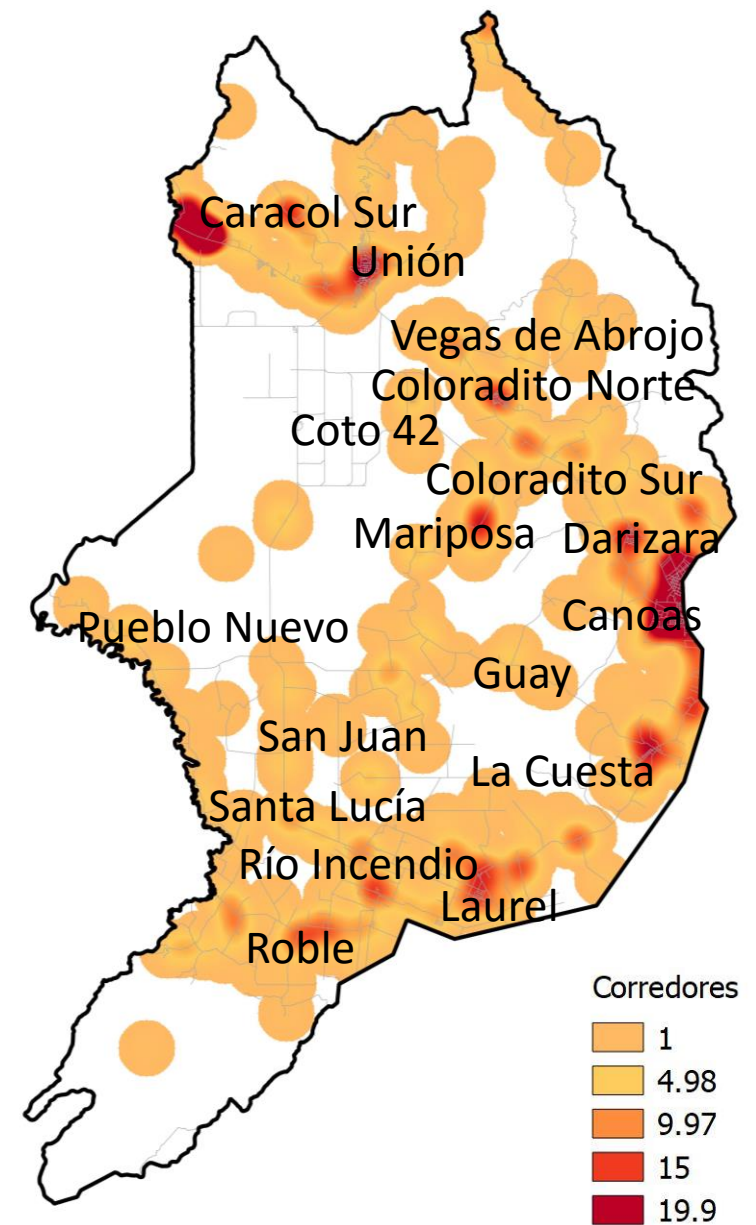 Caracol Sur
Unión
Vegas de Abrojo
Coloradito Norte
Coto 42
Coloradito Sur
Mariposa
Darizara
Canoas
Pueblo Nuevo
Guay
San Juan
La Cuesta
Santa Lucía
Río Incendio
Laurel
Roble
Corredores
1
4.98
9.97
15
19.9